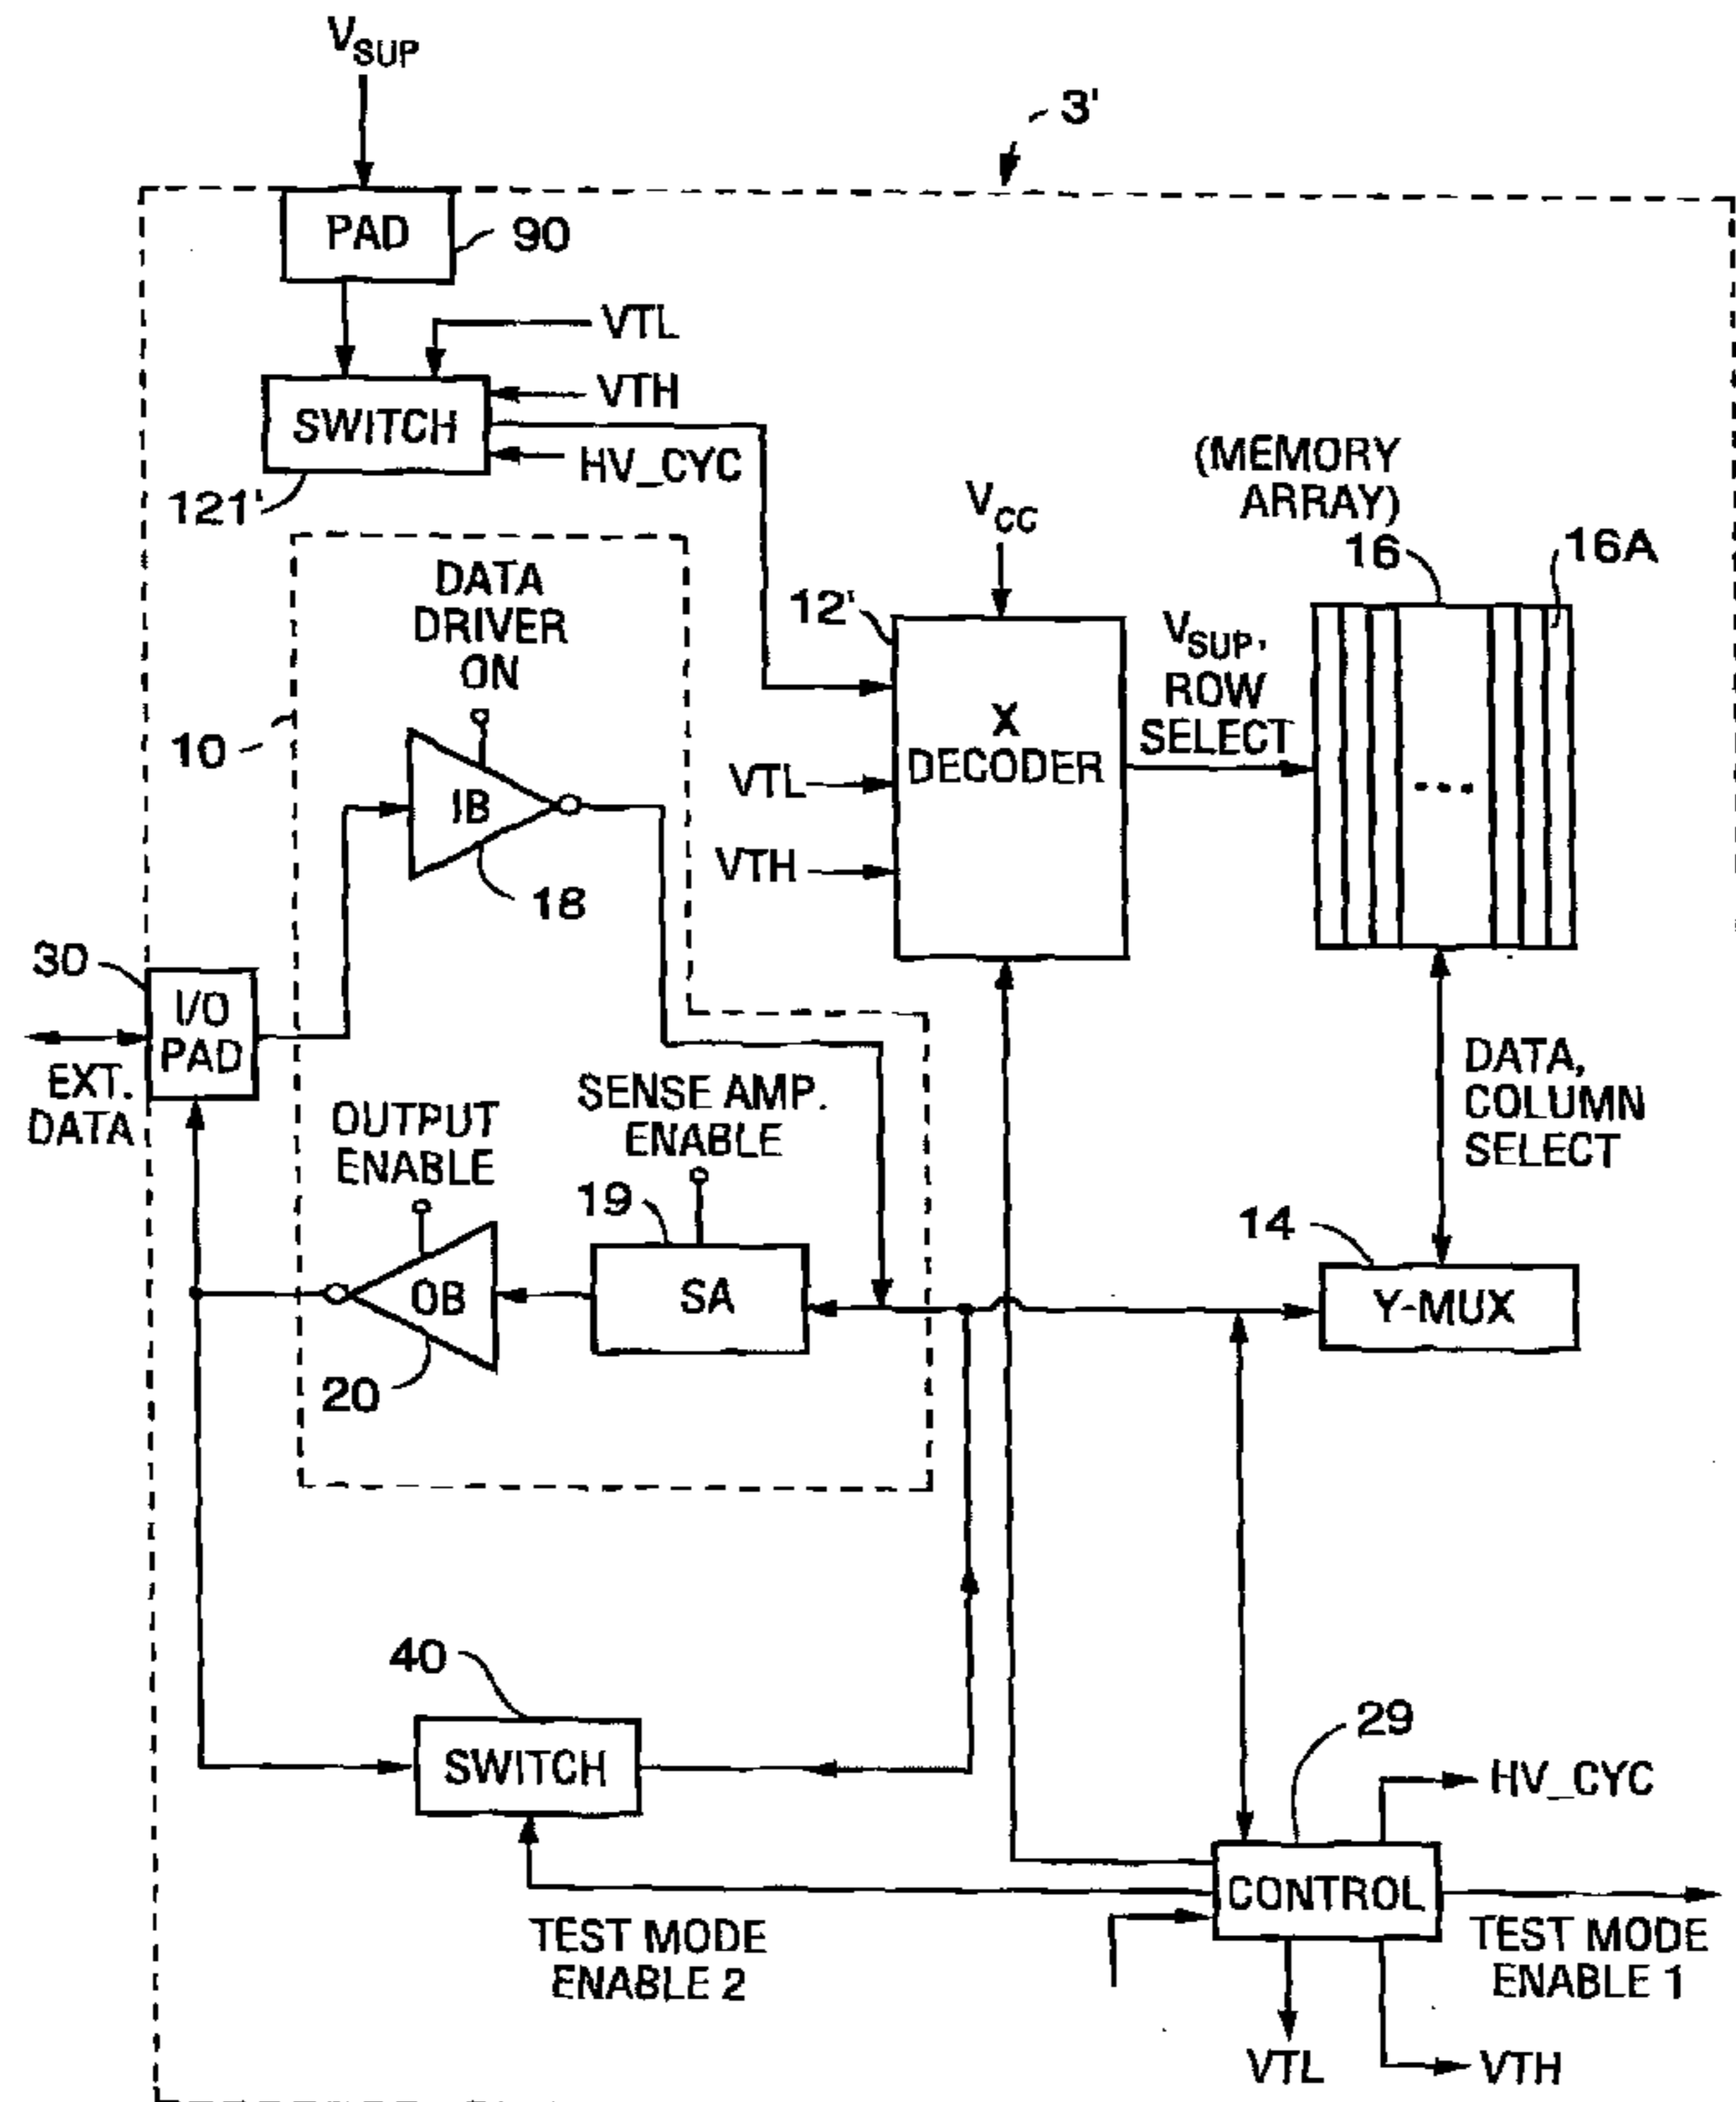 VSUP
3'
PAD
90
VTL
VTH
SWITCH
HV_CYC
121'
(MEMORY
ARRAY)
16
16A
VCC
12'
DATA
DRIVER
ON
10
IB
18
X
DECODER
VTL
VTH
VSUP,
ROW
SELECT
...
30
I/O
PAD
EXT.
DATA
OUTPUT
ENABLE
SENSE AMP.
ENABLE
19
OB
20
SA
DATA,
COLUMN
SELECT
14
Y-MUX
40
SWITCH
29
HV_CYC
CONTROL
TEST MODE
ENABLE 2
TEST MODE
ENABLE 1
VTL
VTH